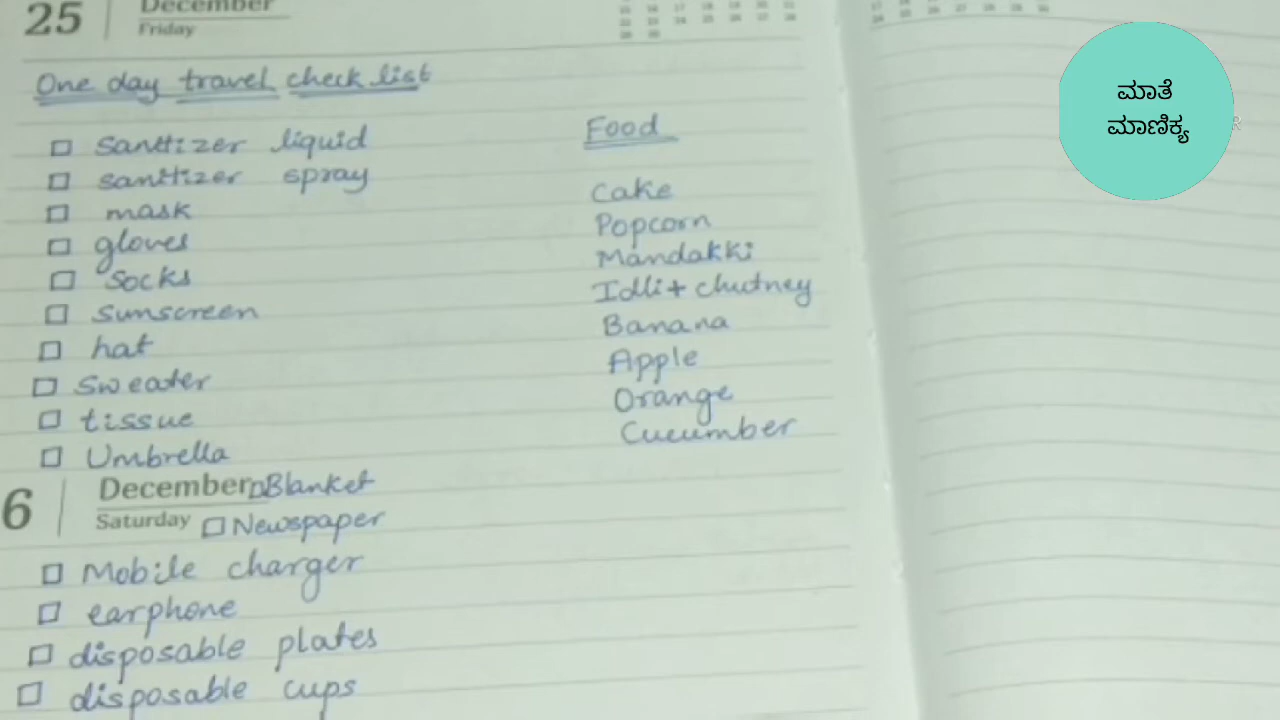 25
December
Friday
One day travel check list
sanitizer liquid
sanitizer spray
mask
gloves
socks
sunscreen
hat
sweater
tissue
Umbrella
Food
Cake
Popcorn
Mandakki
Idli + chutney
Banana
Apple
Orange
Cucumber
6
December
Blanket
Saturday
Newspaper
Mobile charger
earphone
disposable plates
disposable cups
ಮಾತೆ
ಮಾಣಿಕ್ಯ